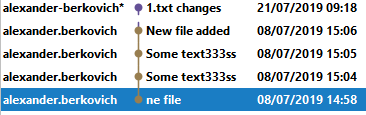 alexander-berkovich* 1.txt changes 21/07/2019 09:18
alexander.berkovich New file added 08/07/2019 15:06
alexander.berkovich Some text333ss 08/07/2019 15:05
alexander.berkovich Some text333ss 08/07/2019 15:04
alexander.berkovich ne file 08/07/2019 14:58